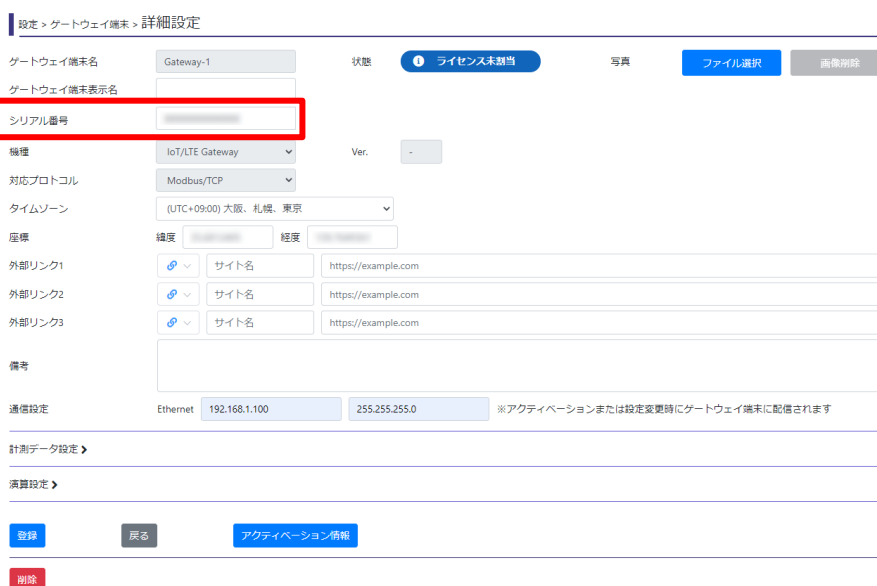 設定 > ゲートウェイ端末 > 詳細設定
ゲートウェイ端末名 Gateway-1 状態 ライセンス未割当 写真 ファイル選択 画像削除
ゲートウェイ端末表示名
シリアル番号
機種 IoT/LTE Gateway Ver. -
対応プロトコル Modbus/TCP
タイムゾーン (UTC+09:00) 大阪、札幌、東京
座標 緯度 経度
外部リンク1 サイト名 https://example.com
外部リンク2 サイト名 https://example.com
外部リンク3 サイト名 https://example.com
備考
通信設定 Ethernet 192.168.1.100 255.255.255.0 ※アクティベーションまたは設定変更時にゲートウェイ端末に配信されます
計測データ設定
演算設定
登録 戻る アクティベーション情報
削除